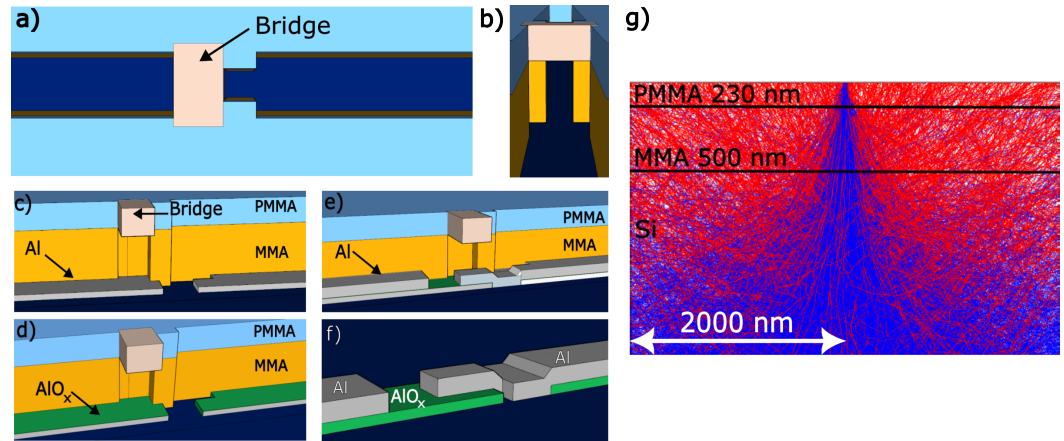 a)
Bridge
b)
g)
PMMA 230 nm
MMA 500 nm
Si
2000 nm
c)
Bridge
PMMA
Al
MMA
e)
PMMA
Al
MMA
d)
PMMA
MMA
AlOx
f)
Al
AlOx
Al